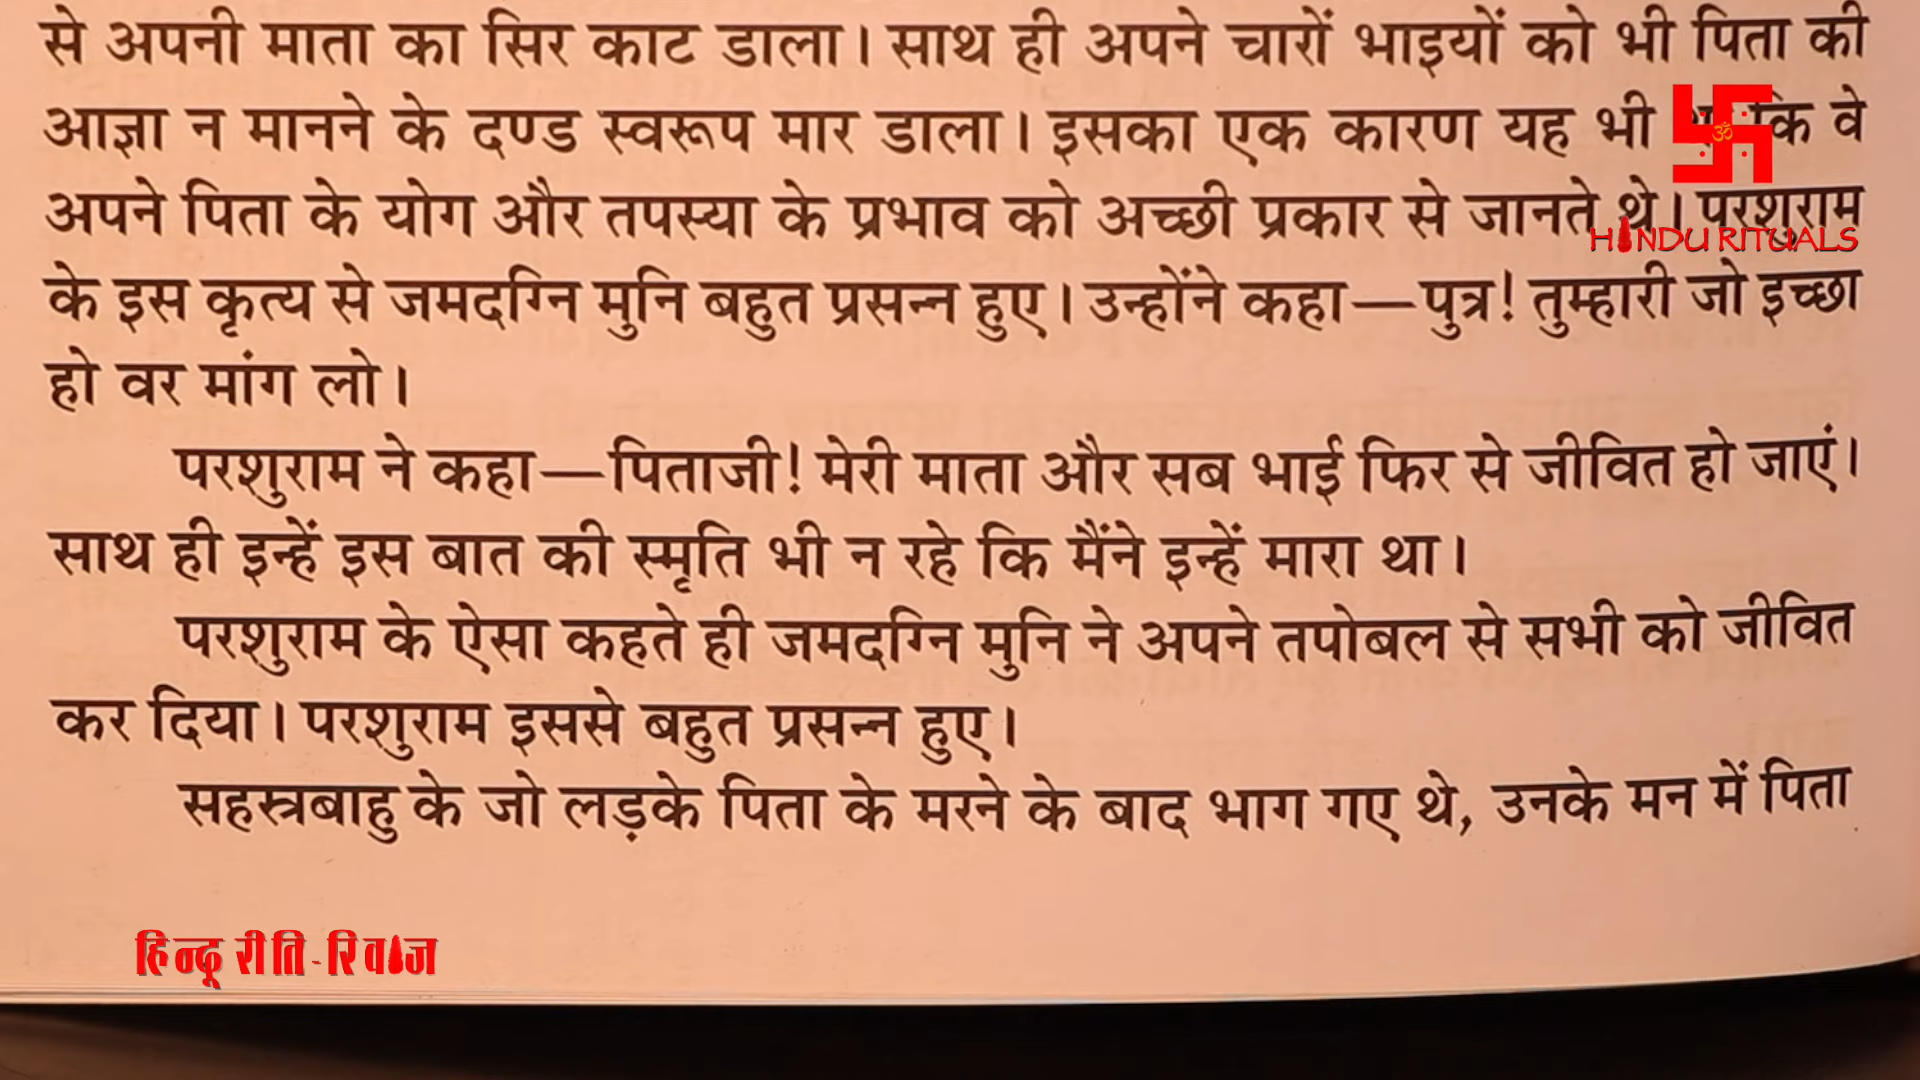 से अपनी माता का सिर काट डाला। साथ ही अपने चारों भाइयों को भी पिता की
आज्ञा न मानने के दण्ड स्वरूप मार डाला। इसका एक कारण यह भी कि वे
अपने पिता के योग और तपस्या के प्रभाव को अच्छी प्रकार से जानते थे। परशुराम
HINDU RITUALS
के इस कृत्य से जमदग्नि मुनि बहुत प्रसन्न हुए। उन्होंने कहा—पुत्र! तुम्हारी जो इच्छा
हो वर मांग लो।
परशुराम ने कहा—पिताजी! मेरी माता और सब भाई फिर से जीवित हो जाएं।
साथ ही इन्हें इस बात की स्मृति भी न रहे कि मैंने इन्हें मारा था।
परशुराम के ऐसा कहते ही जमदग्नि मुनि ने अपने तपोबल से सभी को जीवित
कर दिया। परशुराम इससे बहुत प्रसन्न हुए।
सहस्त्रबाहु के जो लड़के पिता के मरने के बाद भाग गए थे, उनके मन में पिता
हिन्दू रीति-रिवाज